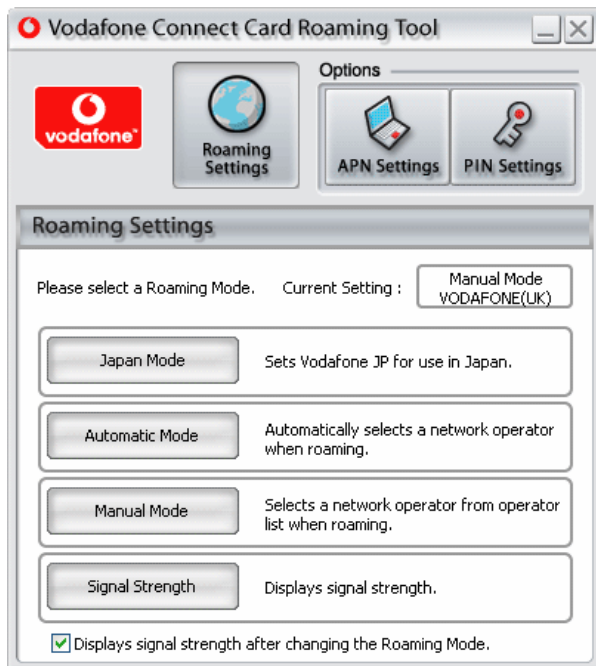 Vodafone Connect Card Roaming Tool
vodafone™
Roaming
Settings
Options
APN Settings
PIN Settings
Roaming Settings
Please select a Roaming Mode.
Current Setting :
Manual Mode
VODAFONE(UK)
Japan Mode
Sets Vodafone JP for use in Japan.
Automatic Mode
Automatically selects a network operator
when roaming.
Manual Mode
Selects a network operator from operator
list when roaming.
Signal Strength
Displays signal strength.
Displays signal strength after changing the Roaming Mode.